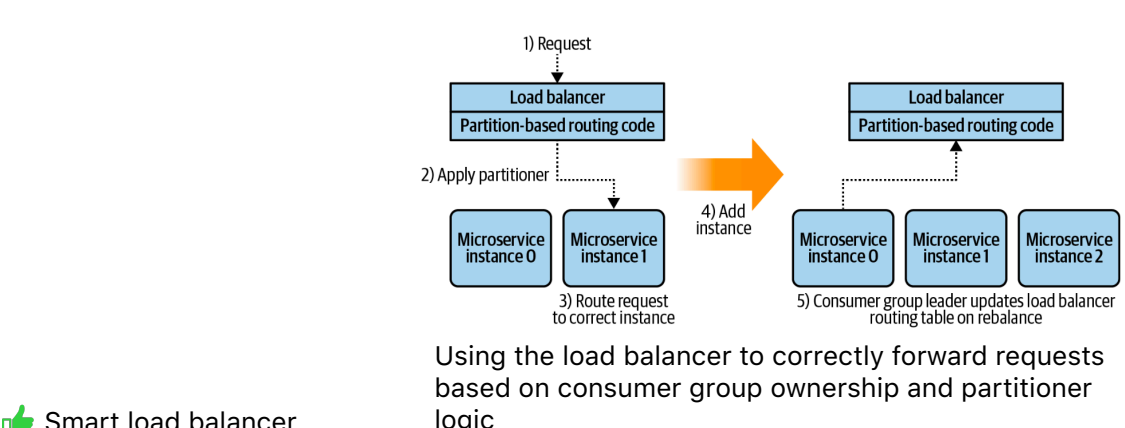 1) Request
Load balancer
Partition-based routing code
2) Apply partitioner
Microservice
instance 0
Microservice
instance 1
3) Route request
to correct instance
4) Add
instance
Load balancer
Partition-based routing code
Microservice
instance 0
Microservice
instance 1
Microservice
instance 2
5) Consumer group leader updates load balancer
routing table on rebalance
Using the load balancer to correctly forward requests
based on consumer group ownership and partitioner
logic
Smart load balancer